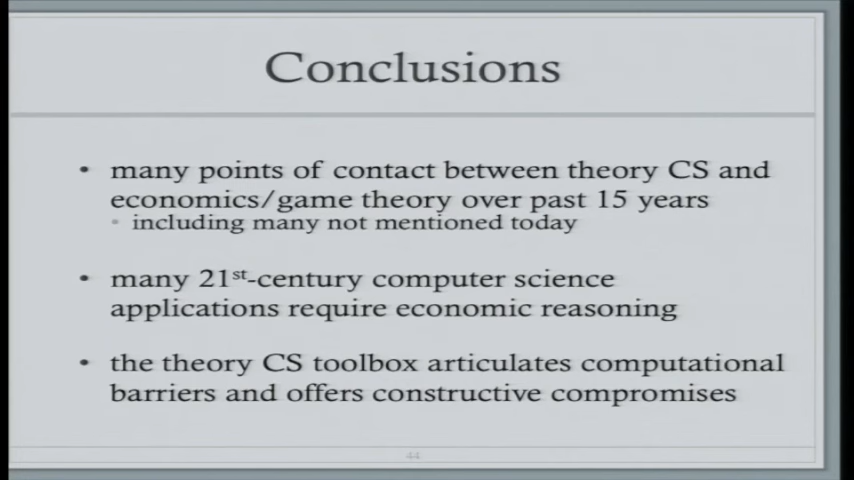 Conclusions
• many points of contact between theory CS and
economics/game theory over past 15 years
▪ including many not mentioned today
• many 21st-century computer science
applications require economic reasoning
• the theory CS toolbox articulates computational
barriers and offers constructive compromises
44